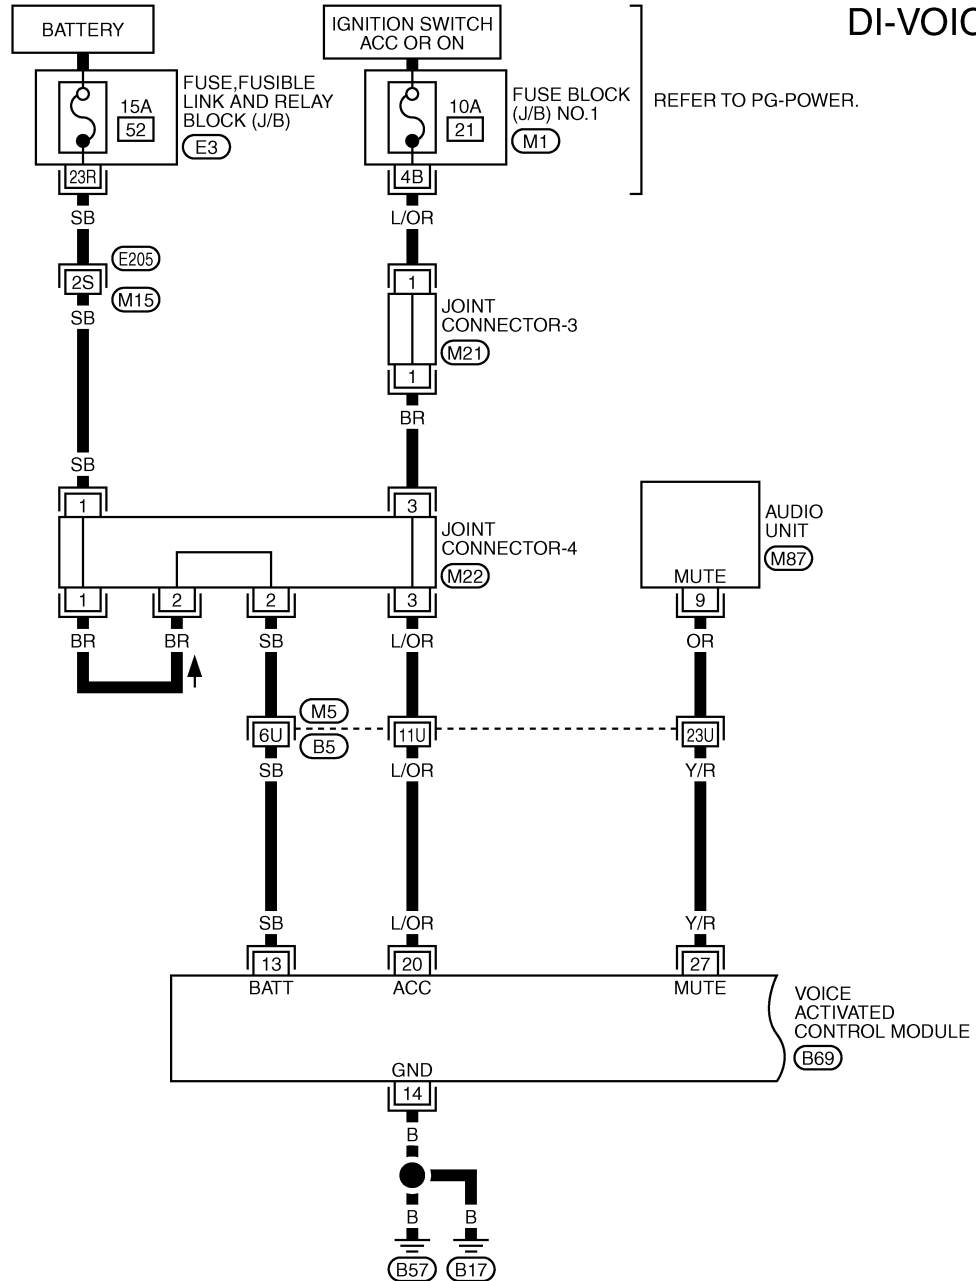 DI-VOIC
BATTERY
IGNITION SWITCH
ACC OR ON
FUSE,FUSIBLE
LINK AND RELAY
BLOCK (J/B)
E3
15A
52
10A
21
FUSE BLOCK
(J/B) NO.1
M1
REFER TO PG-POWER.
23R
4B
SB
L/OR
E205
2S
M15
SB
1
JOINT
CONNECTOR-3
M21
1
BR
SB
1
3
JOINT
CONNECTOR-4
M22
AUDIO
UNIT
M87
MUTE
1
2
2
3
9
BR
BR
SB
L/OR
OR
M5
6U
11U
23U
B5
SB
L/OR
Y/R
SB
L/OR
Y/R
13
20
27
BATT
ACC
MUTE
VOICE
ACTIVATED
CONTROL MODULE
B69
GND
14
B
B
B
B57
B17